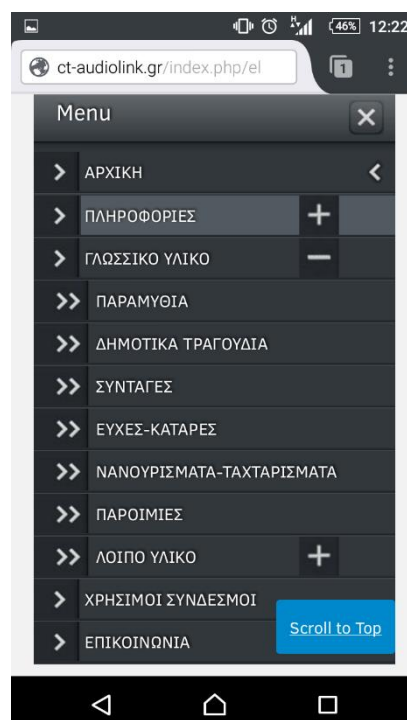 H 46% 12:22
ct-audiolink.gr/index.php/el 1
Menu
ΑΡΧΙΚΗ
ΠΛΗΡΟΦΟΡΙΕΣ
ΓΛΩΣΣΙΚΟ ΥΛΙΚΟ
ΠΑΡΑΜΥΘΙΑ
ΔΗΜΟΤΙΚΑ ΤΡΑΓΟΥΔΙΑ
ΣΥΝΤΑΓΕΣ
ΕΥΧΕΣ-ΚΑΤΑΡΕΣ
ΝΑΝΟΥΡΙΣΜΑΤΑ-ΤΑΧΤΑΡΙΣΜΑΤΑ
ΠΑΡΟΙΜΙΕΣ
ΛΟΙΠΟ ΥΛΙΚΟ
ΧΡΗΣΙΜΟΙ ΣΥΝΔΕΣΜΟΙ
Scroll to Top
ΕΠΙΚΟΙΝΩΝΙΑ